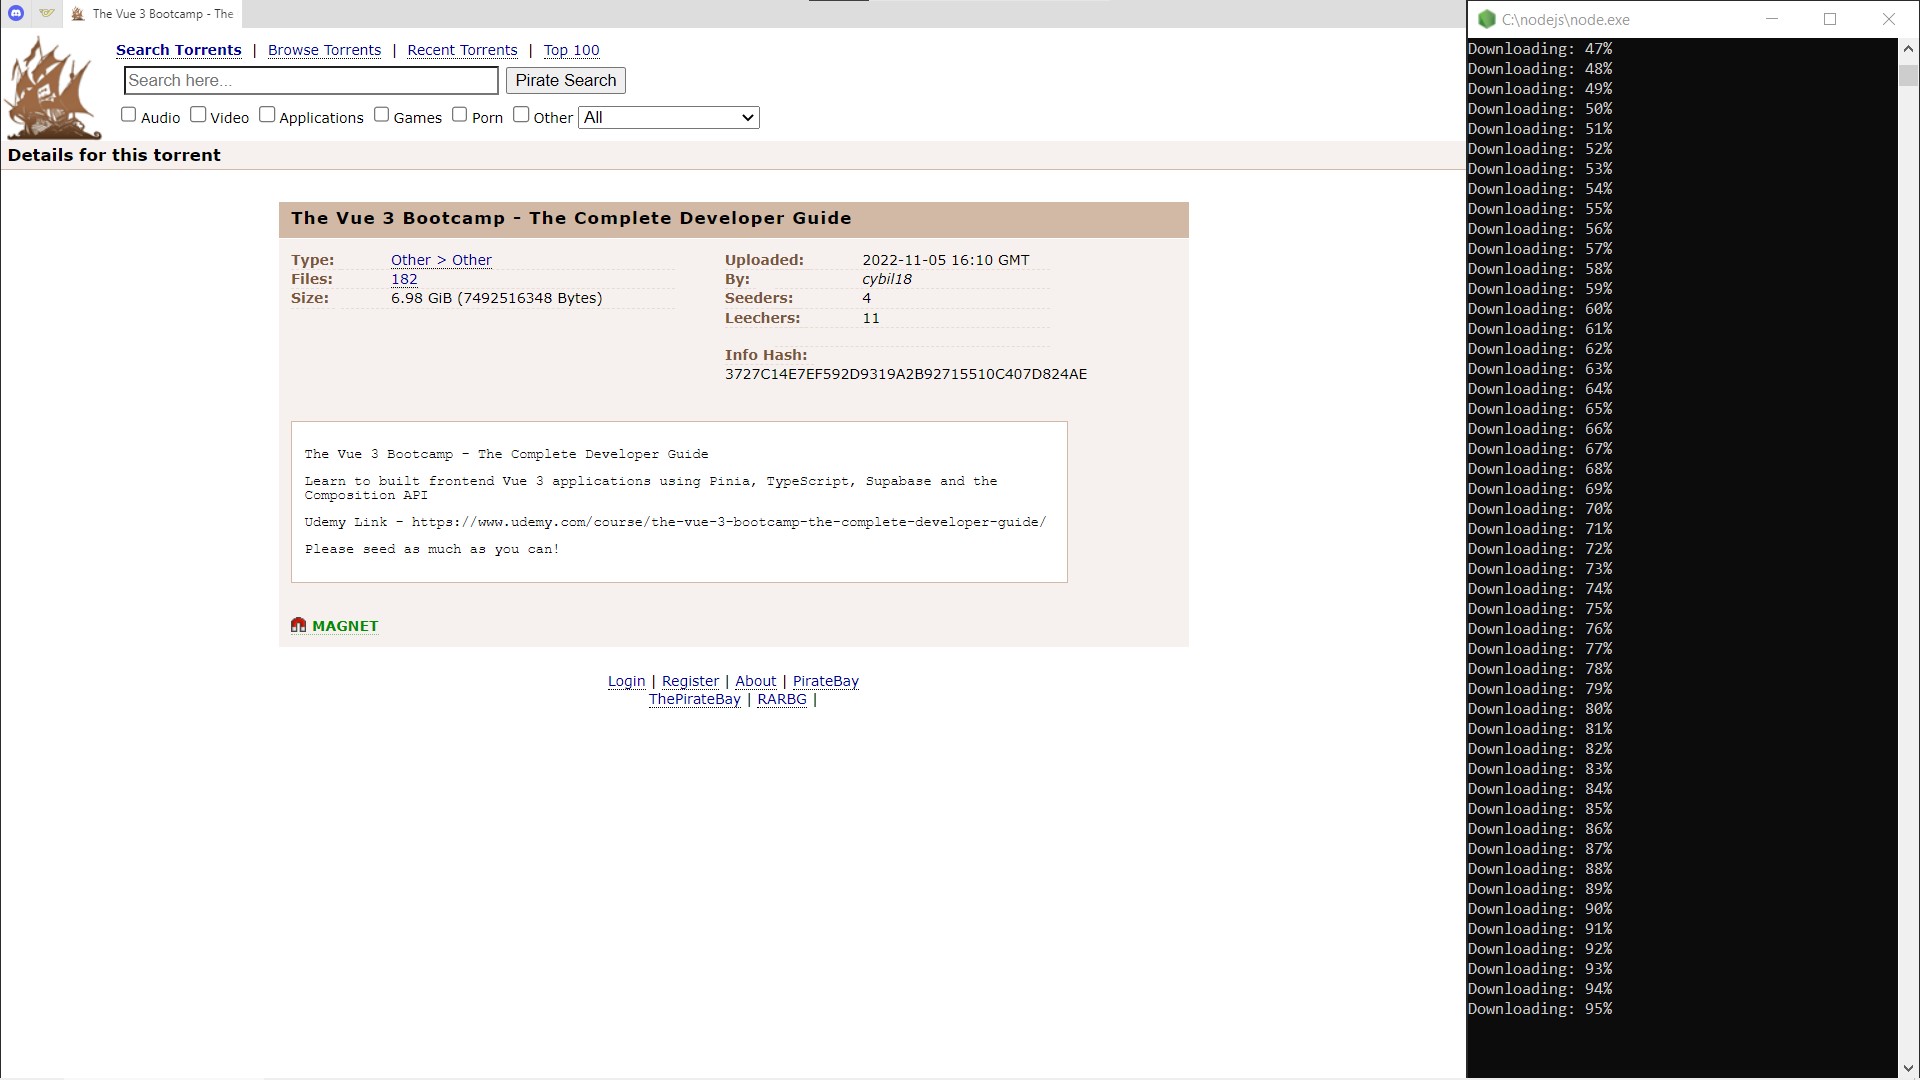 The Vue 3 Bootcamp - The
Search Torrents | Browse Torrents | Recent Torrents | Top 100
Search here... Pirate Search
Audio Video Applications Games Porn Other All
Details for this torrent
The Vue 3 Bootcamp - The Complete Developer Guide
Type: Other > Other
Files: 182
Size: 6.98 GiB (7492516348 Bytes)
Uploaded: 2022-11-05 16:10 GMT
By: cybil18
Seeders: 4
Leechers: 11
Info Hash:
3727C14E7EF592D9319A2B92715510C407D824AE
The Vue 3 Bootcamp - The Complete Developer Guide
Learn to built frontend Vue 3 applications using Pinia, TypeScript, Supabase and the
Composition API
Udemy Link - https://www.udemy.com/course/the-vue-3-bootcamp-the-complete-developer-guide/
Please seed as much as you can!
MAGNET
Login | Register | About | PirateBay
ThePirateBay | RARBG |
C:\nodejs\node.exe
Downloading: 47%
Downloading: 48%
Downloading: 49%
Downloading: 50%
Downloading: 51%
Downloading: 52%
Downloading: 53%
Downloading: 54%
Downloading: 55%
Downloading: 56%
Downloading: 57%
Downloading: 58%
Downloading: 59%
Downloading: 60%
Downloading: 61%
Downloading: 62%
Downloading: 63%
Downloading: 64%
Downloading: 65%
Downloading: 66%
Downloading: 67%
Downloading: 68%
Downloading: 69%
Downloading: 70%
Downloading: 71%
Downloading: 72%
Downloading: 73%
Downloading: 74%
Downloading: 75%
Downloading: 76%
Downloading: 77%
Downloading: 78%
Downloading: 79%
Downloading: 80%
Downloading: 81%
Downloading: 82%
Downloading: 83%
Downloading: 84%
Downloading: 85%
Downloading: 86%
Downloading: 87%
Downloading: 88%
Downloading: 89%
Downloading: 90%
Downloading: 91%
Downloading: 92%
Downloading: 93%
Downloading: 94%
Downloading: 95%